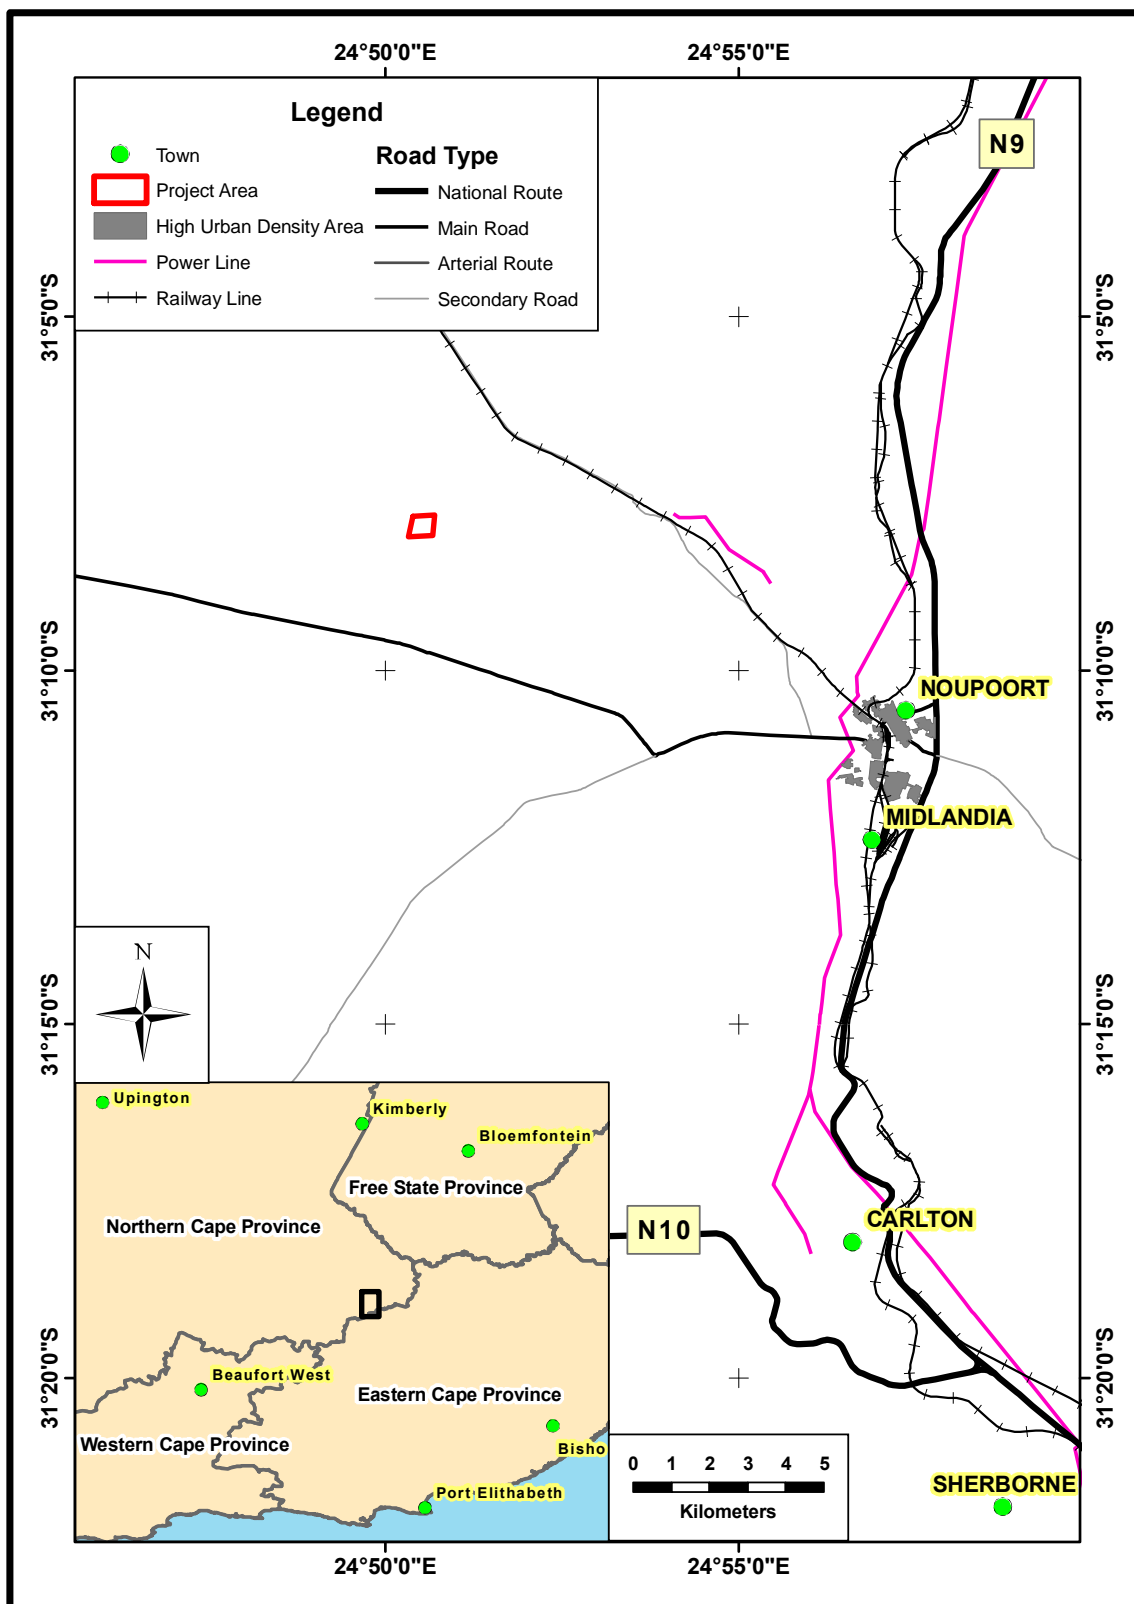 24°50'0"E 24°55'0"E
Legend
Town
Project Area
High Urban Density Area
Power Line
Railway Line
Road Type
National Route
Main Road
Arterial Route
Secondary Road
N9
31°5'0"S 31°5'0"S
31°10'0"S 31°10'0"S
NOUPOORT
MIDLANDIA
N
31°15'0"S 31°15'0"S
Upington
Kimberly
Bloemfontein
Free State Province
Northern Cape Province
N10
CARLTON
Beaufort West
Eastern Cape Province
Western Cape Province
Bisho
Port Elithabeth
31°20'0"S 31°20'0"S
0 1 2 3 4 5
Kilometers
SHERBORNE
24°50'0"E 24°55'0"E